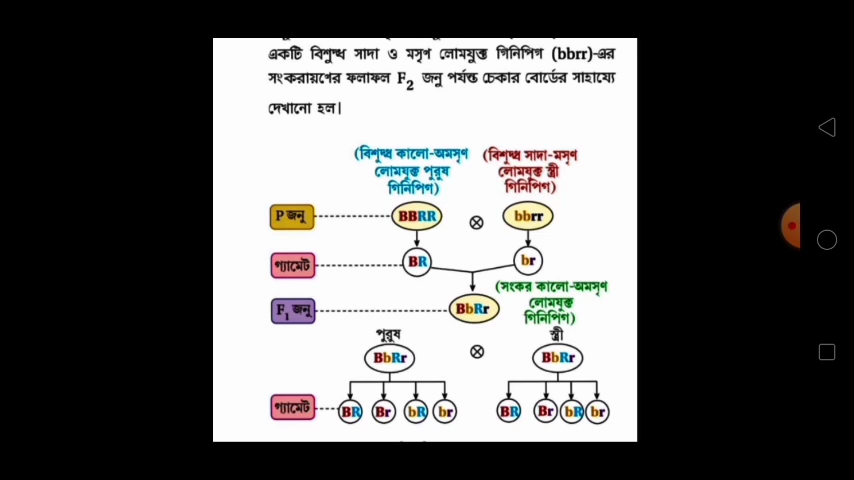 একটি বিশুদ্ধ সাদা ও মসৃণ লোমযুক্ত গিনিপিগ (bbrr)-এর
সংকরায়ণের ফলাফল F₂ জনু পর্যন্ত চেকার বোর্ডের সাহায্যে
দেখানো হল।
(বিশুদ্ধ কালো-অমসৃণ
লোমযুক্ত পুরুষ
গিনিপিগ)
(বিশুদ্ধ সাদা-মসৃণ
লোমযুক্ত স্ত্রী
গিনিপিগ)
P জনু
BBRR
bbrr
গ্যামেট
BR
br
(সংকর কালো-অমসৃণ
লোমযুক্ত
গিনিপিগ)
F₁ জনু
BbRr
পুরুষ
স্ত্রী
BbRr
BbRr
গ্যামেট
BR Br bR br
BR Br bR br